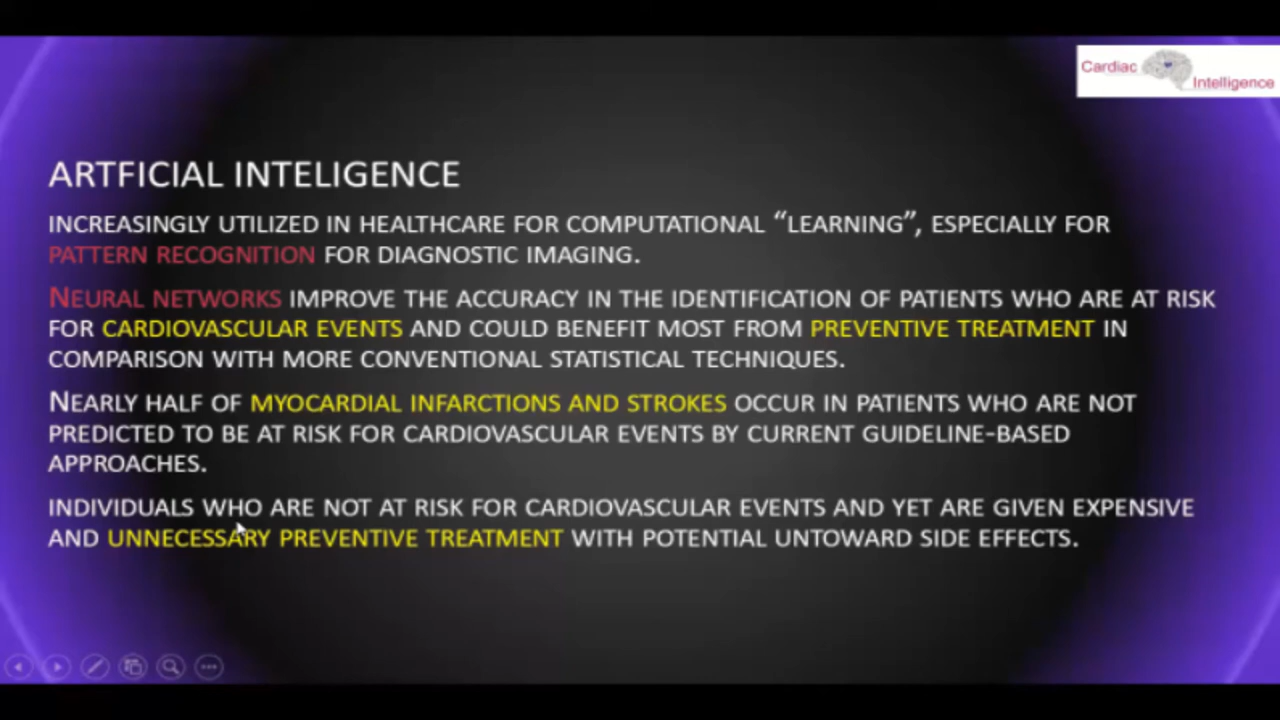 Cardiac
Intelligence
ARTFICIAL INTELIGENCE
INCREASINGLY UTILIZED IN HEALTHCARE FOR COMPUTATIONAL “LEARNING”, ESPECIALLY FOR
PATTERN RECOGNITION FOR DIAGNOSTIC IMAGING.
NEURAL NETWORKS IMPROVE THE ACCURACY IN THE IDENTIFICATION OF PATIENTS WHO ARE AT RISK
FOR CARDIOVASCULAR EVENTS AND COULD BENEFIT MOST FROM PREVENTIVE TREATMENT IN
COMPARISON WITH MORE CONVENTIONAL STATISTICAL TECHNIQUES.
NEARLY HALF OF MYOCARDIAL INFARCTIONS AND STROKES OCCUR IN PATIENTS WHO ARE NOT
PREDICTED TO BE AT RISK FOR CARDIOVASCULAR EVENTS BY CURRENT GUIDELINE-BASED
APPROACHES.
INDIVIDUALS WHO ARE NOT AT RISK FOR CARDIOVASCULAR EVENTS AND YET ARE GIVEN EXPENSIVE
AND UNNECESSARY PREVENTIVE TREATMENT WITH POTENTIAL UNTOWARD SIDE EFFECTS.